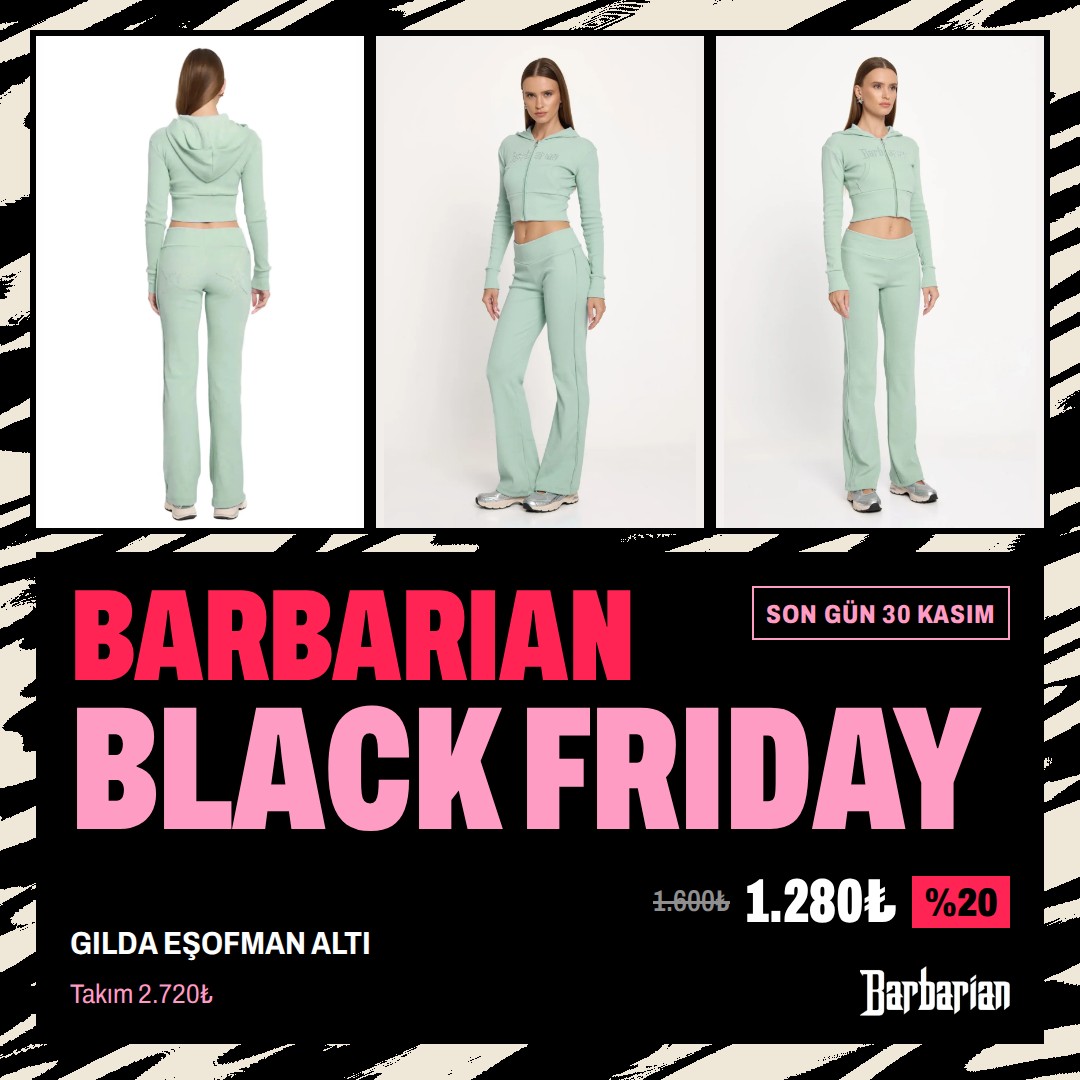 BARBARIAN
SON GÜN 30 KASIM
BLACK FRIDAY
1.600₺ 1.280₺ %20
GILDA EŞOFMAN ALTI
Takım 2.720₺
Barbarian